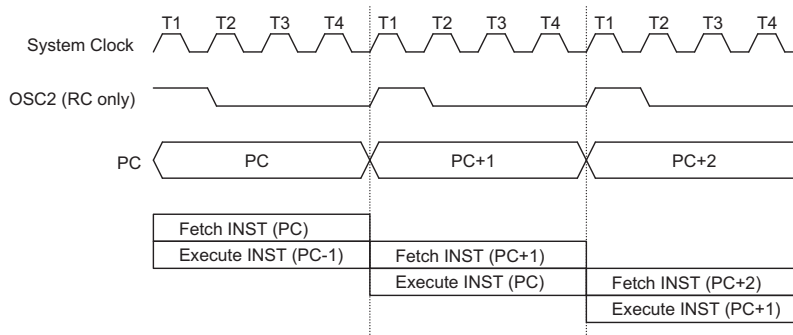 T1 T2 T3 T4 T1 T2 T3 T4 T1 T2 T3 T4
System Clock
OSC2 (RC only)
PC PC PC+1 PC+2
Fetch INST (PC)
Execute INST (PC-1) Fetch INST (PC+1)
Execute INST (PC) Fetch INST (PC+2)
Execute INST (PC+1)